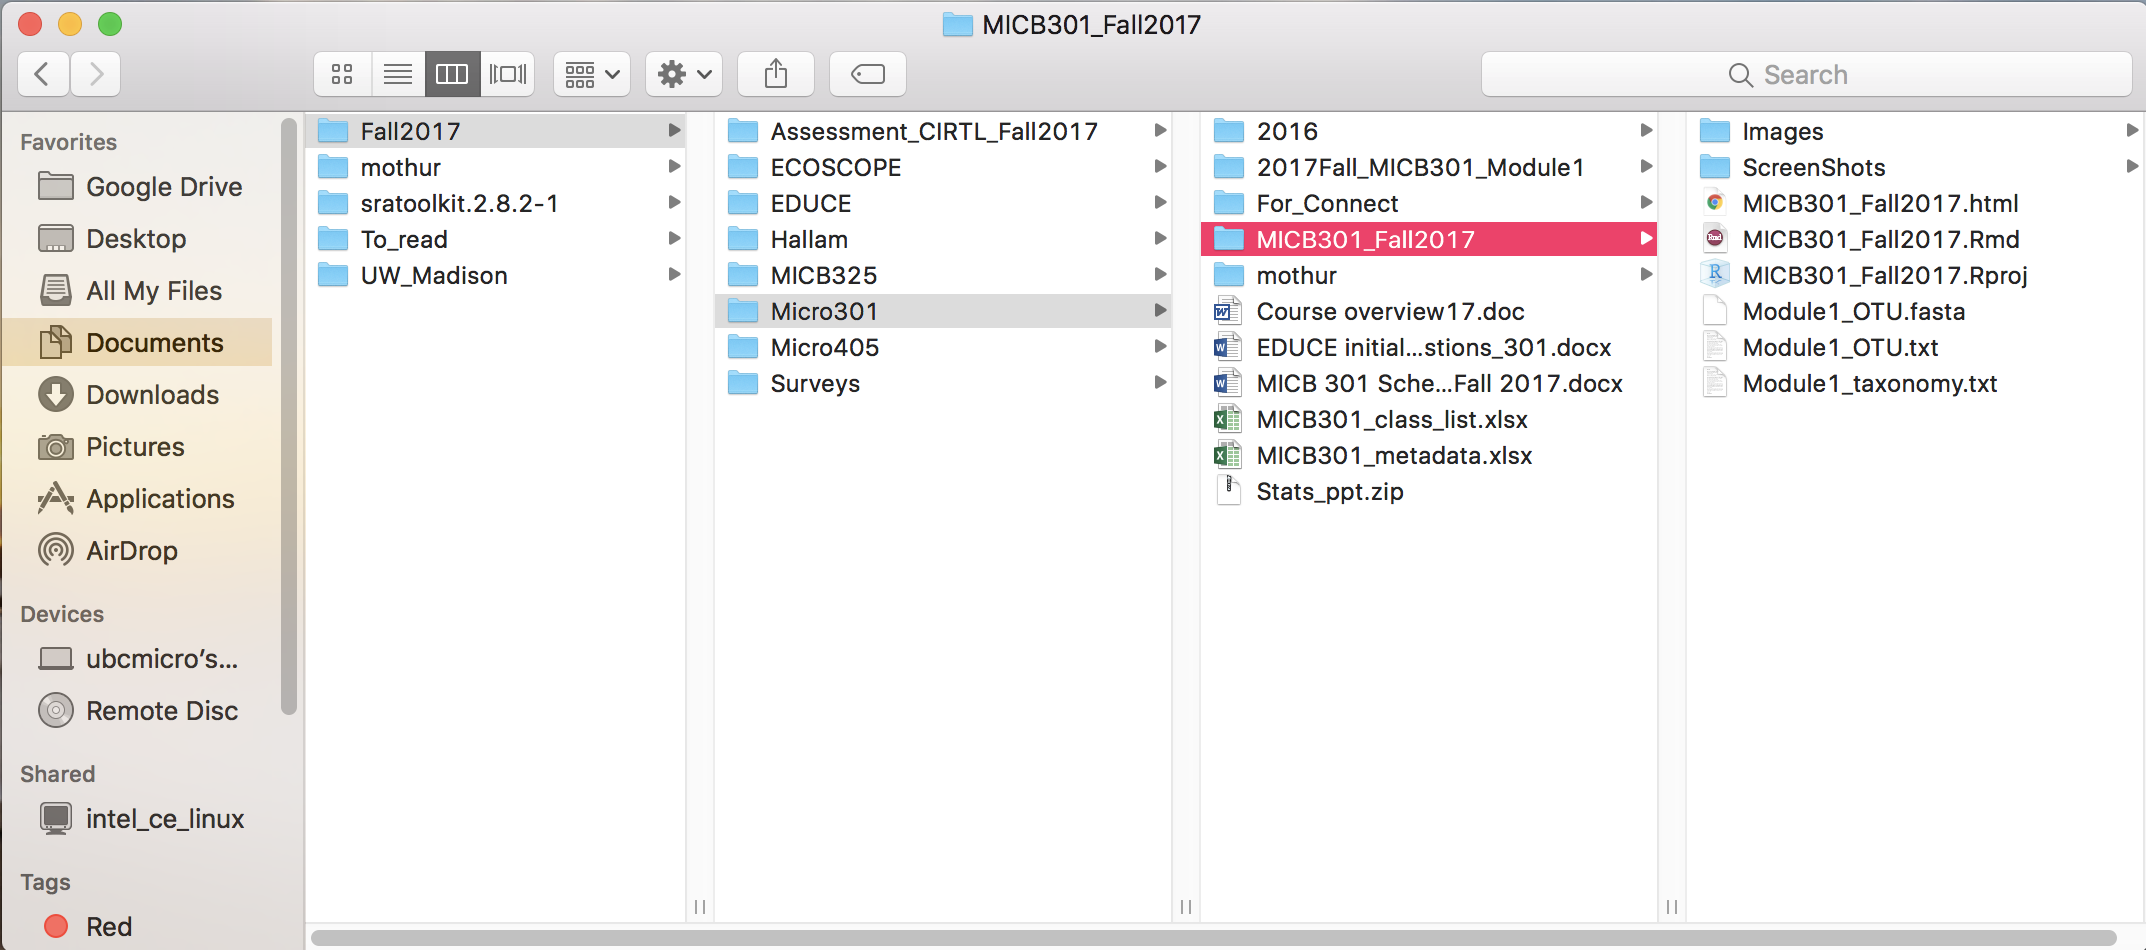 MICB301_Fall2017
Search
Favorites
Google Drive
Desktop
All My Files
Documents
Downloads
Pictures
Applications
AirDrop
Devices
ubcmicro’s...
Remote Disc
Shared
intel_ce_linux
Tags
Red
Fall2017
mothur
sratoolkit.2.8.2-1
To_read
UW_Madison
Assessment_CIRTL_Fall2017
ECOSCOPE
EDUCE
Hallam
MICB325
Micro301
Micro405
Surveys
2016
2017Fall_MICB301_Module1
For_Connect
MICB301_Fall2017
mothur
Course overview17.doc
EDUCE initial...stions_301.docx
MICB 301 Sche...Fall 2017.docx
MICB301_class_list.xlsx
MICB301_metadata.xlsx
Stats_ppt.zip
Images
ScreenShots
MICB301_Fall2017.html
MICB301_Fall2017.Rmd
MICB301_Fall2017.Rproj
Module1_OTU.fasta
Module1_OTU.txt
Module1_taxonomy.txt